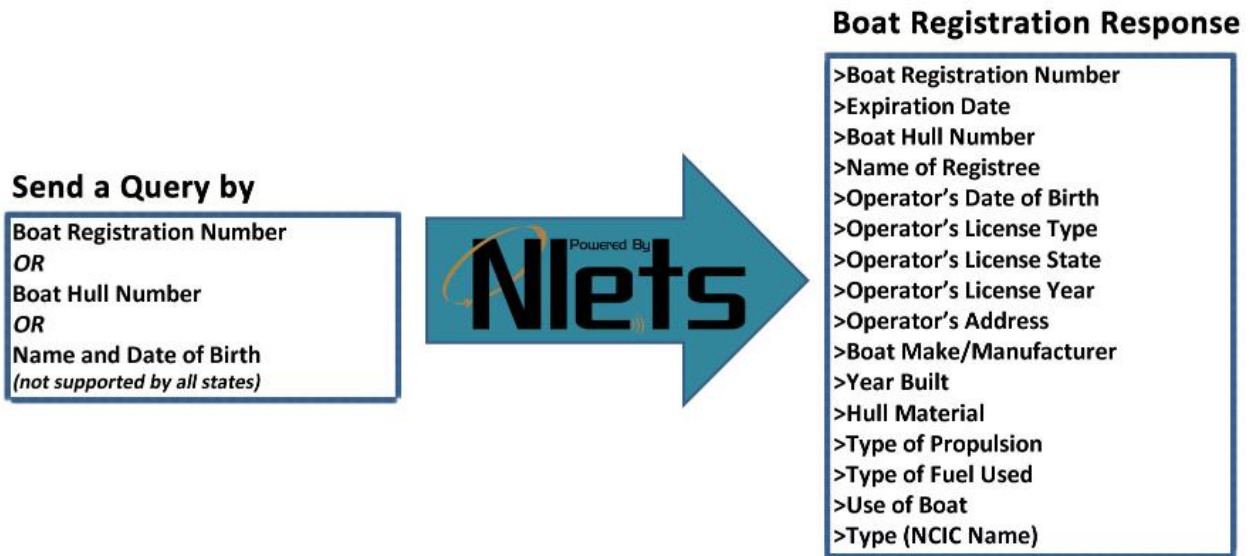 Send a Query by
Boat Registration Number
OR
Boat Hull Number
OR
Name and Date of Birth
(not supported by all states)
Powered By
Nlets
Boat Registration Response
>Boat Registration Number
>Expiration Date
>Boat Hull Number
>Name of Registree
>Operator’s Date of Birth
>Operator’s License Type
>Operator’s License State
>Operator’s License Year
>Operator’s Address
>Boat Make/Manufacturer
>Year Built
>Hull Material
>Type of Propulsion
>Type of Fuel Used
>Use of Boat
>Type (NCIC Name)